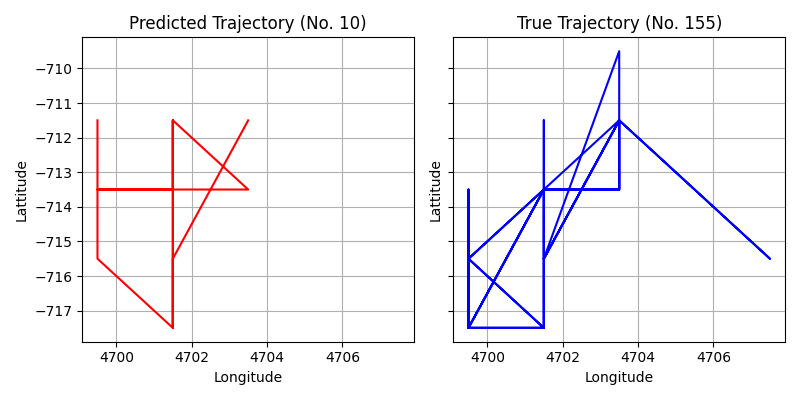 Predicted Trajectory (No. 10)
True Trajectory (No. 155)
−710
−711
−712
−713
−714
−715
−716
−717
Lattitude
Lattitude
4700 4702 4704 4706
4700 4702 4704 4706
Longitude
Longitude